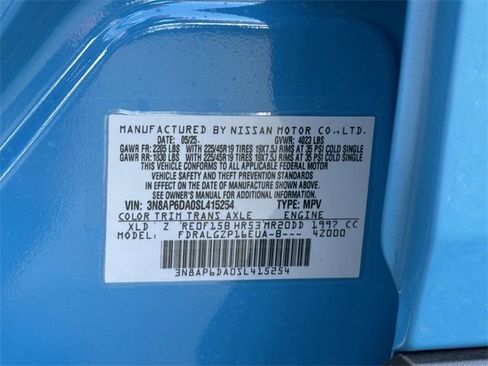 MANUFACTURED BY NISSAN MOTOR CO.,LTD.
DATE: 05/25 GVWR: 4023 LBS
GAWR FR: 2205 LBS WITH 225/45R19 TIRES 19X7.5J RIMS AT 35 PSI COLD SINGLE
GAWR RR: 1830 LBS WITH 225/45R19 TIRES 19X7.5J RIMS AT 35 PSI COLD SINGLE
THIS VEHICLE CONFORMS TO ALL APPLICABLE FEDERAL MOTOR
VEHICLE SAFETY AND THEFT PREVENTION STANDARDS
IN EFFECT ON THE DATE OF MANUFACTURE SHOWN ABOVE.
SEE OWNER'S MANUAL FOR ADDITIONAL INFORMATION.
VIN: 3N8AP6DA0SL415254 TYPE: MPV
COLOR TRIM TRANS AXLE ENGINE
XLD Z RE0F15B HR53 MR20DD 1997 CC
MODEL: FDRALGZP16EUA-B--- 42000
3N8AP6DA0SL415254